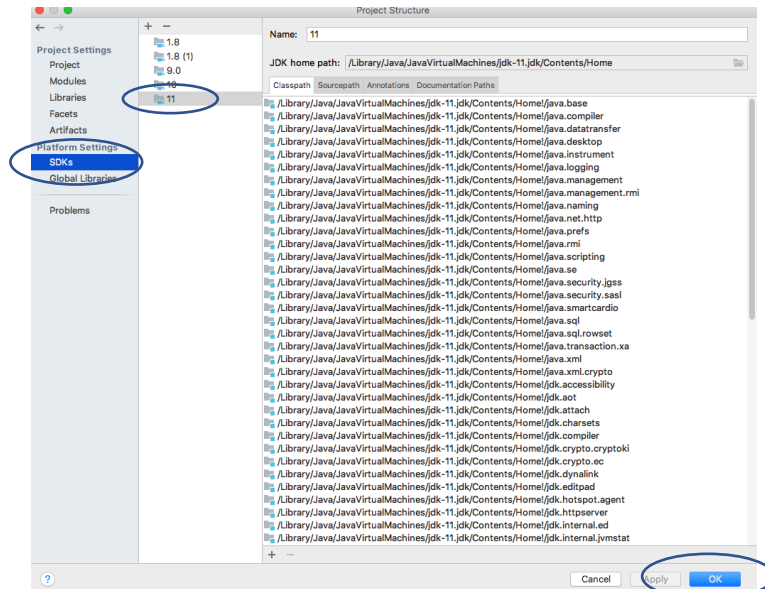 Project Structure
Project Settings
Project
Modules
Libraries
Facets
Artifacts
Platform Settings
SDKs
Global Libraries
Problems
1.8
1.8 (1)
9.0
10
11
Name: 11
JDK home path: /Library/Java/JavaVirtualMachines/jdk-11.jdk/Contents/Home
Classpath Sourcepath Annotations Documentation Paths
/Library/Java/JavaVirtualMachines/jdk-11.jdk/Contents/Home!/java.base
/Library/Java/JavaVirtualMachines/jdk-11.jdk/Contents/Home!/java.compiler
/Library/Java/JavaVirtualMachines/jdk-11.jdk/Contents/Home!/java.datatransfer
/Library/Java/JavaVirtualMachines/jdk-11.jdk/Contents/Home!/java.desktop
/Library/Java/JavaVirtualMachines/jdk-11.jdk/Contents/Home!/java.instrument
/Library/Java/JavaVirtualMachines/jdk-11.jdk/Contents/Home!/java.logging
/Library/Java/JavaVirtualMachines/jdk-11.jdk/Contents/Home!/java.management
/Library/Java/JavaVirtualMachines/jdk-11.jdk/Contents/Home!/java.management.rmi
/Library/Java/JavaVirtualMachines/jdk-11.jdk/Contents/Home!/java.naming
/Library/Java/JavaVirtualMachines/jdk-11.jdk/Contents/Home!/java.net.http
/Library/Java/JavaVirtualMachines/jdk-11.jdk/Contents/Home!/java.prefs
/Library/Java/JavaVirtualMachines/jdk-11.jdk/Contents/Home!/java.rmi
/Library/Java/JavaVirtualMachines/jdk-11.jdk/Contents/Home!/java.scripting
/Library/Java/JavaVirtualMachines/jdk-11.jdk/Contents/Home!/java.se
/Library/Java/JavaVirtualMachines/jdk-11.jdk/Contents/Home!/java.security.jgss
/Library/Java/JavaVirtualMachines/jdk-11.jdk/Contents/Home!/java.security.sasl
/Library/Java/JavaVirtualMachines/jdk-11.jdk/Contents/Home!/java.smartcardio
/Library/Java/JavaVirtualMachines/jdk-11.jdk/Contents/Home!/java.sql
/Library/Java/JavaVirtualMachines/jdk-11.jdk/Contents/Home!/java.sql.rowset
/Library/Java/JavaVirtualMachines/jdk-11.jdk/Contents/Home!/java.transaction.xa
/Library/Java/JavaVirtualMachines/jdk-11.jdk/Contents/Home!/java.xml
/Library/Java/JavaVirtualMachines/jdk-11.jdk/Contents/Home!/java.xml.crypto
/Library/Java/JavaVirtualMachines/jdk-11.jdk/Contents/Home!/jdk.accessibility
/Library/Java/JavaVirtualMachines/jdk-11.jdk/Contents/Home!/jdk.aot
/Library/Java/JavaVirtualMachines/jdk-11.jdk/Contents/Home!/jdk.attach
/Library/Java/JavaVirtualMachines/jdk-11.jdk/Contents/Home!/jdk.charsets
/Library/Java/JavaVirtualMachines/jdk-11.jdk/Contents/Home!/jdk.compiler
/Library/Java/JavaVirtualMachines/jdk-11.jdk/Contents/Home!/jdk.crypto.cryptoki
/Library/Java/JavaVirtualMachines/jdk-11.jdk/Contents/Home!/jdk.crypto.ec
/Library/Java/JavaVirtualMachines/jdk-11.jdk/Contents/Home!/jdk.dynalink
/Library/Java/JavaVirtualMachines/jdk-11.jdk/Contents/Home!/jdk.editpad
/Library/Java/JavaVirtualMachines/jdk-11.jdk/Contents/Home!/jdk.hotspot.agent
/Library/Java/JavaVirtualMachines/jdk-11.jdk/Contents/Home!/jdk.httpserver
/Library/Java/JavaVirtualMachines/jdk-11.jdk/Contents/Home!/jdk.internal.ed
/Library/Java/JavaVirtualMachines/jdk-11.jdk/Contents/Home!/jdk.internal.jvmstat
? Cancel Apply OK